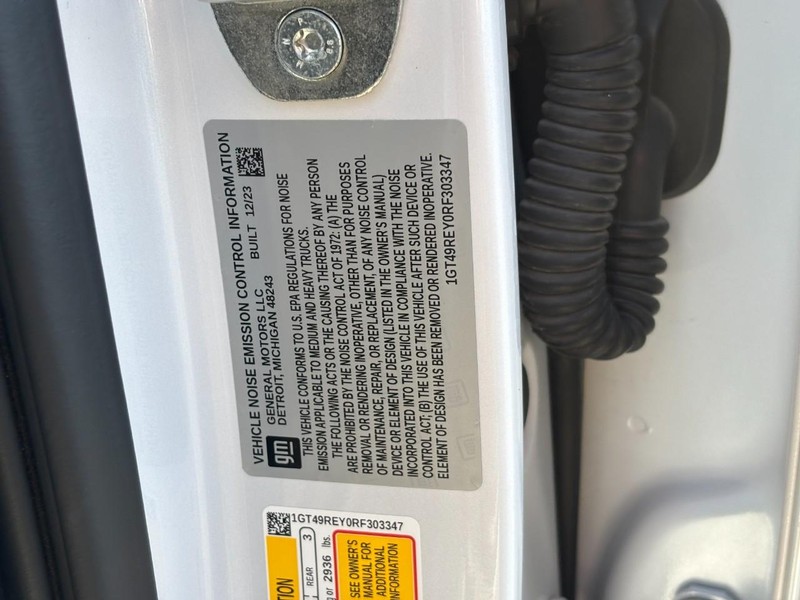 VEHICLE NOISE EMISSION CONTROL INFORMATION
GENERAL MOTORS LLC
DETROIT, MICHIGAN 48243 BUILT 12/23
gm
THIS VEHICLE CONFORMS TO U.S. EPA REGULATIONS FOR NOISE
EMISSION APPLICABLE TO MEDIUM AND HEAVY TRUCKS.
THE FOLLOWING ACTS OR THE CAUSING THEREOF BY ANY PERSON
ARE PROHIBITED BY THE NOISE CONTROL ACT OF 1972: (A) THE
REMOVAL OR RENDERING INOPERATIVE, OTHER THAN FOR PURPOSES
OF MAINTENANCE, REPAIR, OR REPLACEMENT, OF ANY NOISE CONTROL
DEVICE OR ELEMENT OF DESIGN (LISTED IN THE OWNER'S MANUAL)
INCORPORATED INTO THIS VEHICLE IN COMPLIANCE WITH THE NOISE
CONTROL ACT; (B) THE USE OF THIS VEHICLE AFTER SUCH DEVICE OR
ELEMENT OF DESIGN HAS BEEN REMOVED OR RENDERED INOPERATIVE.
1GT49REY0RF303347
1GT49REY0RF303347
TION
REAR 3
g or 2936 lbs.
SEE OWNER'S
MANUAL FOR
ADDITIONAL
INFORMATION